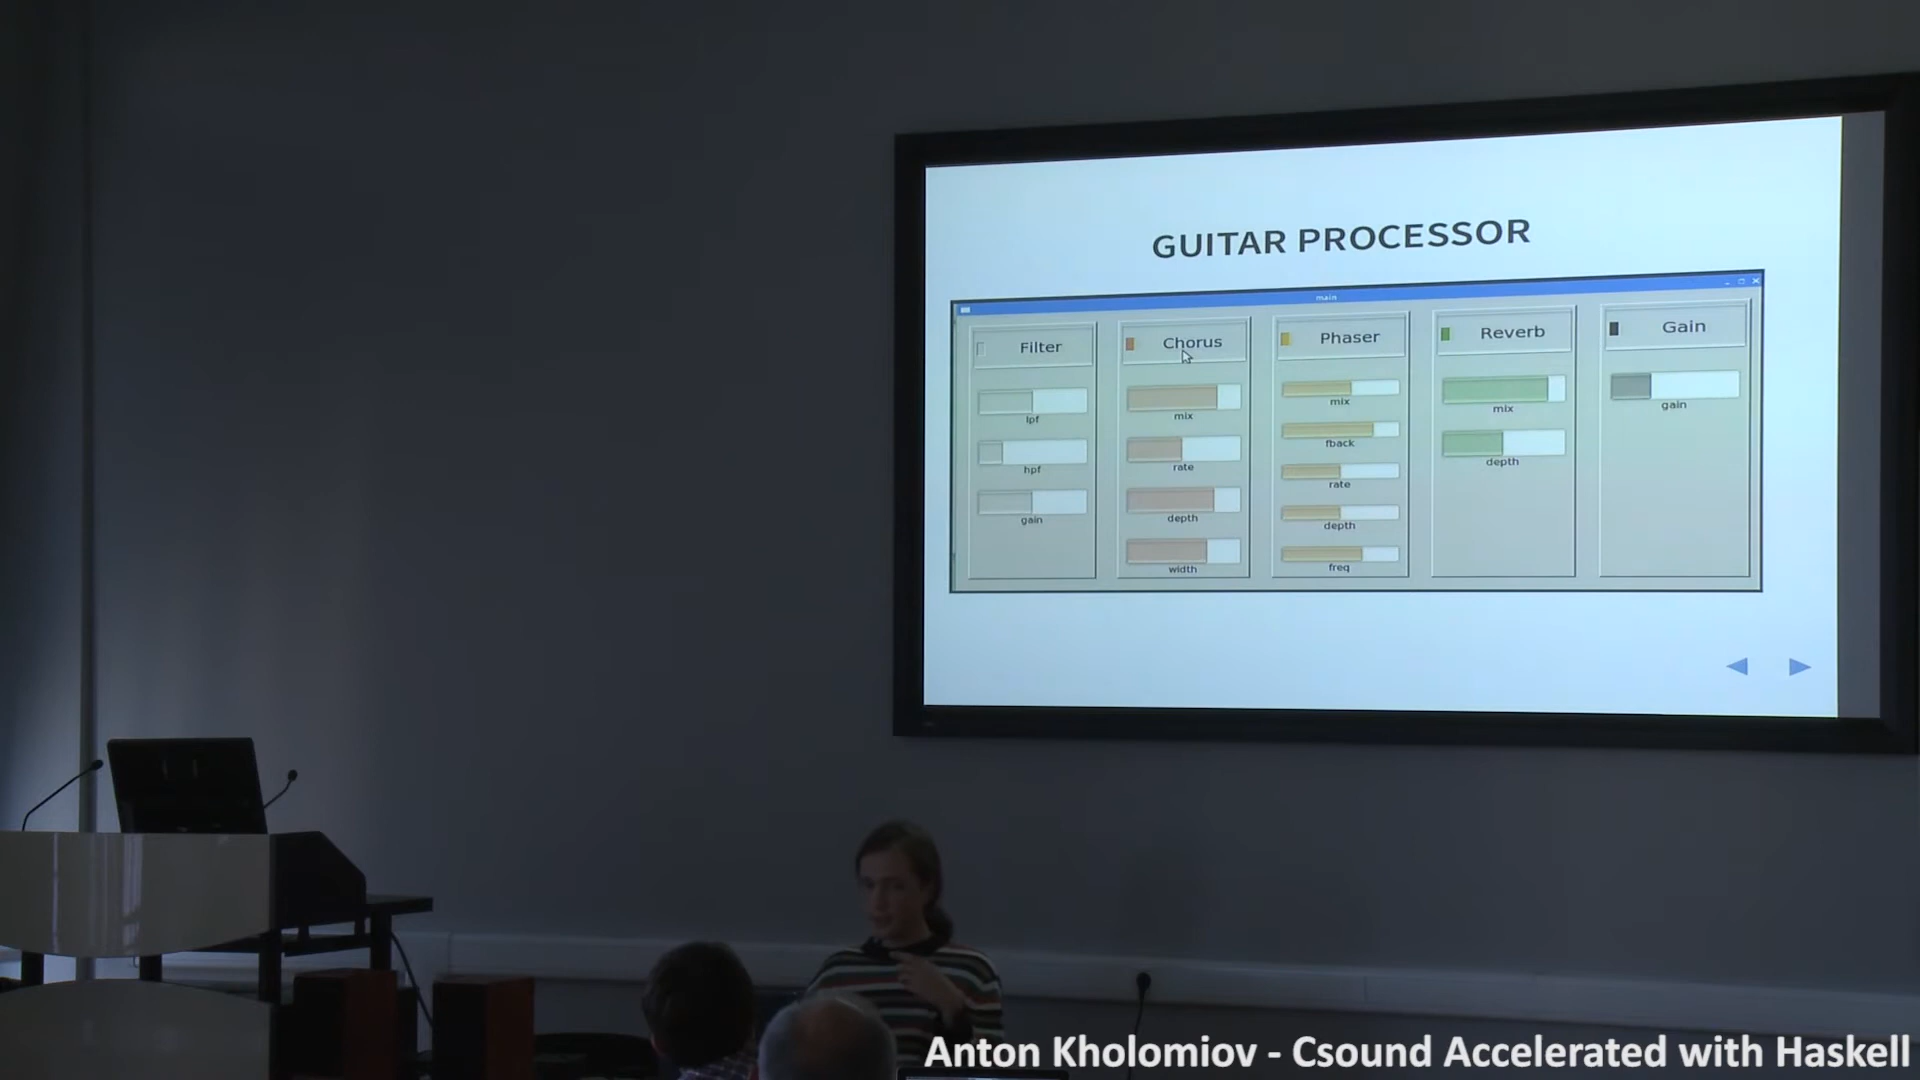 GUITAR PROCESSOR
main
Filter
lpf
hpf
gain
Chorus
mix
rate
depth
width
Phaser
mix
fback
rate
depth
freq
Reverb
mix
depth
Gain
gain
Anton Kholomiov - Csound Accelerated with Haskell